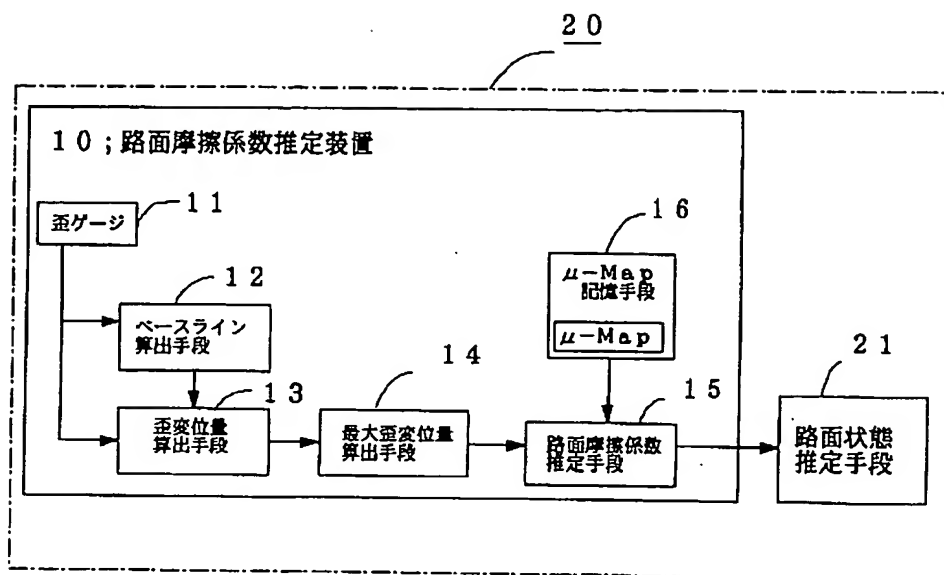 ２０
１０；路面摩擦係数推定装置
１１
歪ゲージ
１２
ベースライン
算出手段
１３
歪変位量
算出手段
１４
最大歪変位量
算出手段
１６
μ－Map
記憶手段
μ－Map
１５
路面摩擦係数
推定手段
２１
路面状態
推定手段